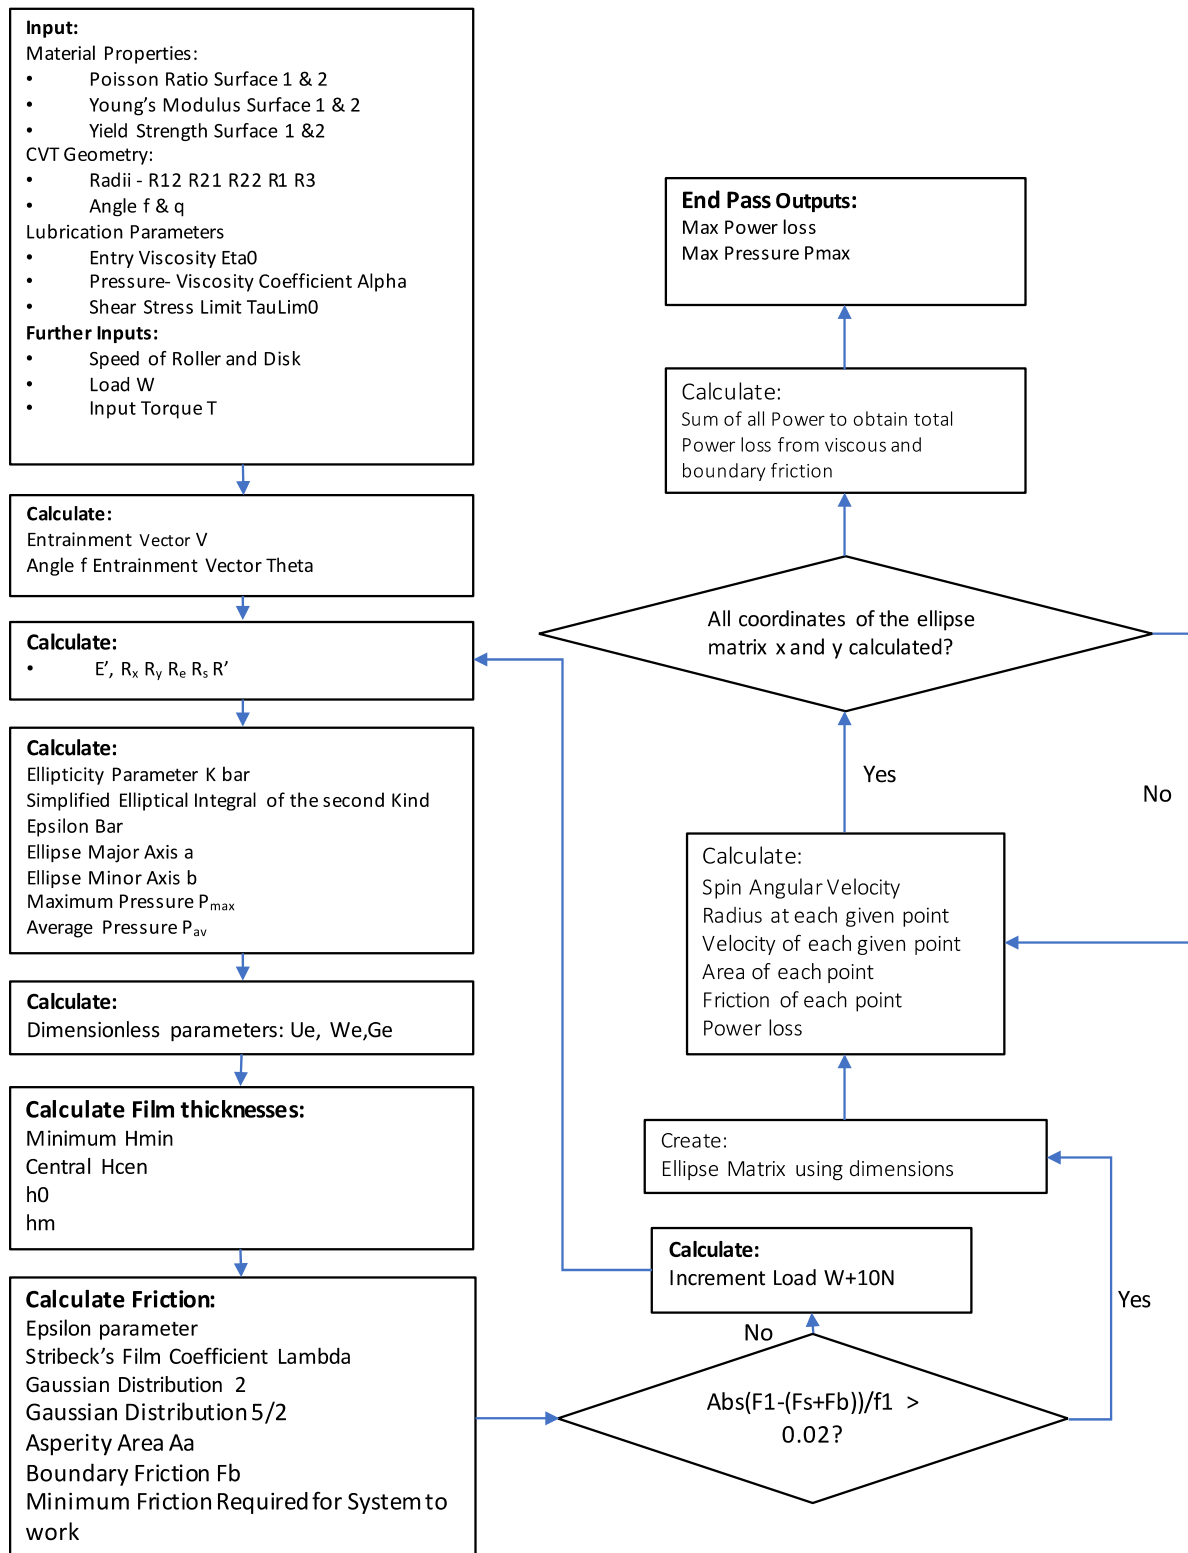 Input:
Material Properties:
• Poisson Ratio Surface 1 & 2
• Young’s Modulus Surface 1 & 2
• Yield Strength Surface 1 &2
CVT Geometry:
• Radii - R12 R21 R22 R1 R3
• Angle f & q
Lubrication Parameters
• Entry Viscosity Eta0
• Pressure- Viscosity Coefficient Alpha
• Shear Stress Limit TauLim0
Further Inputs:
• Speed of Roller and Disk
• Load W
• Input Torque T
Calculate:
Entrainment Vector V
Angle f Entrainment Vector Theta
Calculate:
• E’, Rx Ry Re Rs R’
Calculate:
Ellipticity Parameter K bar
Simplified Elliptical Integral of the second Kind
Epsilon Bar
Ellipse Major Axis a
Ellipse Minor Axis b
Maximum Pressure Pmax
Average Pressure Pav
Calculate:
Dimensionless parameters: Ue, We,Ge
Calculate Film thicknesses:
Minimum Hmin
Central Hcen
h0
hm
Calculate Friction:
Epsilon parameter
Stribeck’s Film Coefficient Lambda
Gaussian Distribution 2
Gaussian Distribution 5/2
Asperity Area Aa
Boundary Friction Fb
Minimum Friction Required for System to
work
Abs(F1-(Fs+Fb))/f1 >
0.02?
No
Yes
Calculate:
Increment Load W+10N
Create:
Ellipse Matrix using dimensions
Calculate:
Spin Angular Velocity
Radius at each given point
Velocity of each given point
Area of each point
Friction of each point
Power loss
Yes
No
All coordinates of the ellipse
matrix x and y calculated?
Calculate:
Sum of all Power to obtain total
Power loss from viscous and
boundary friction
End Pass Outputs:
Max Power loss
Max Pressure Pmax